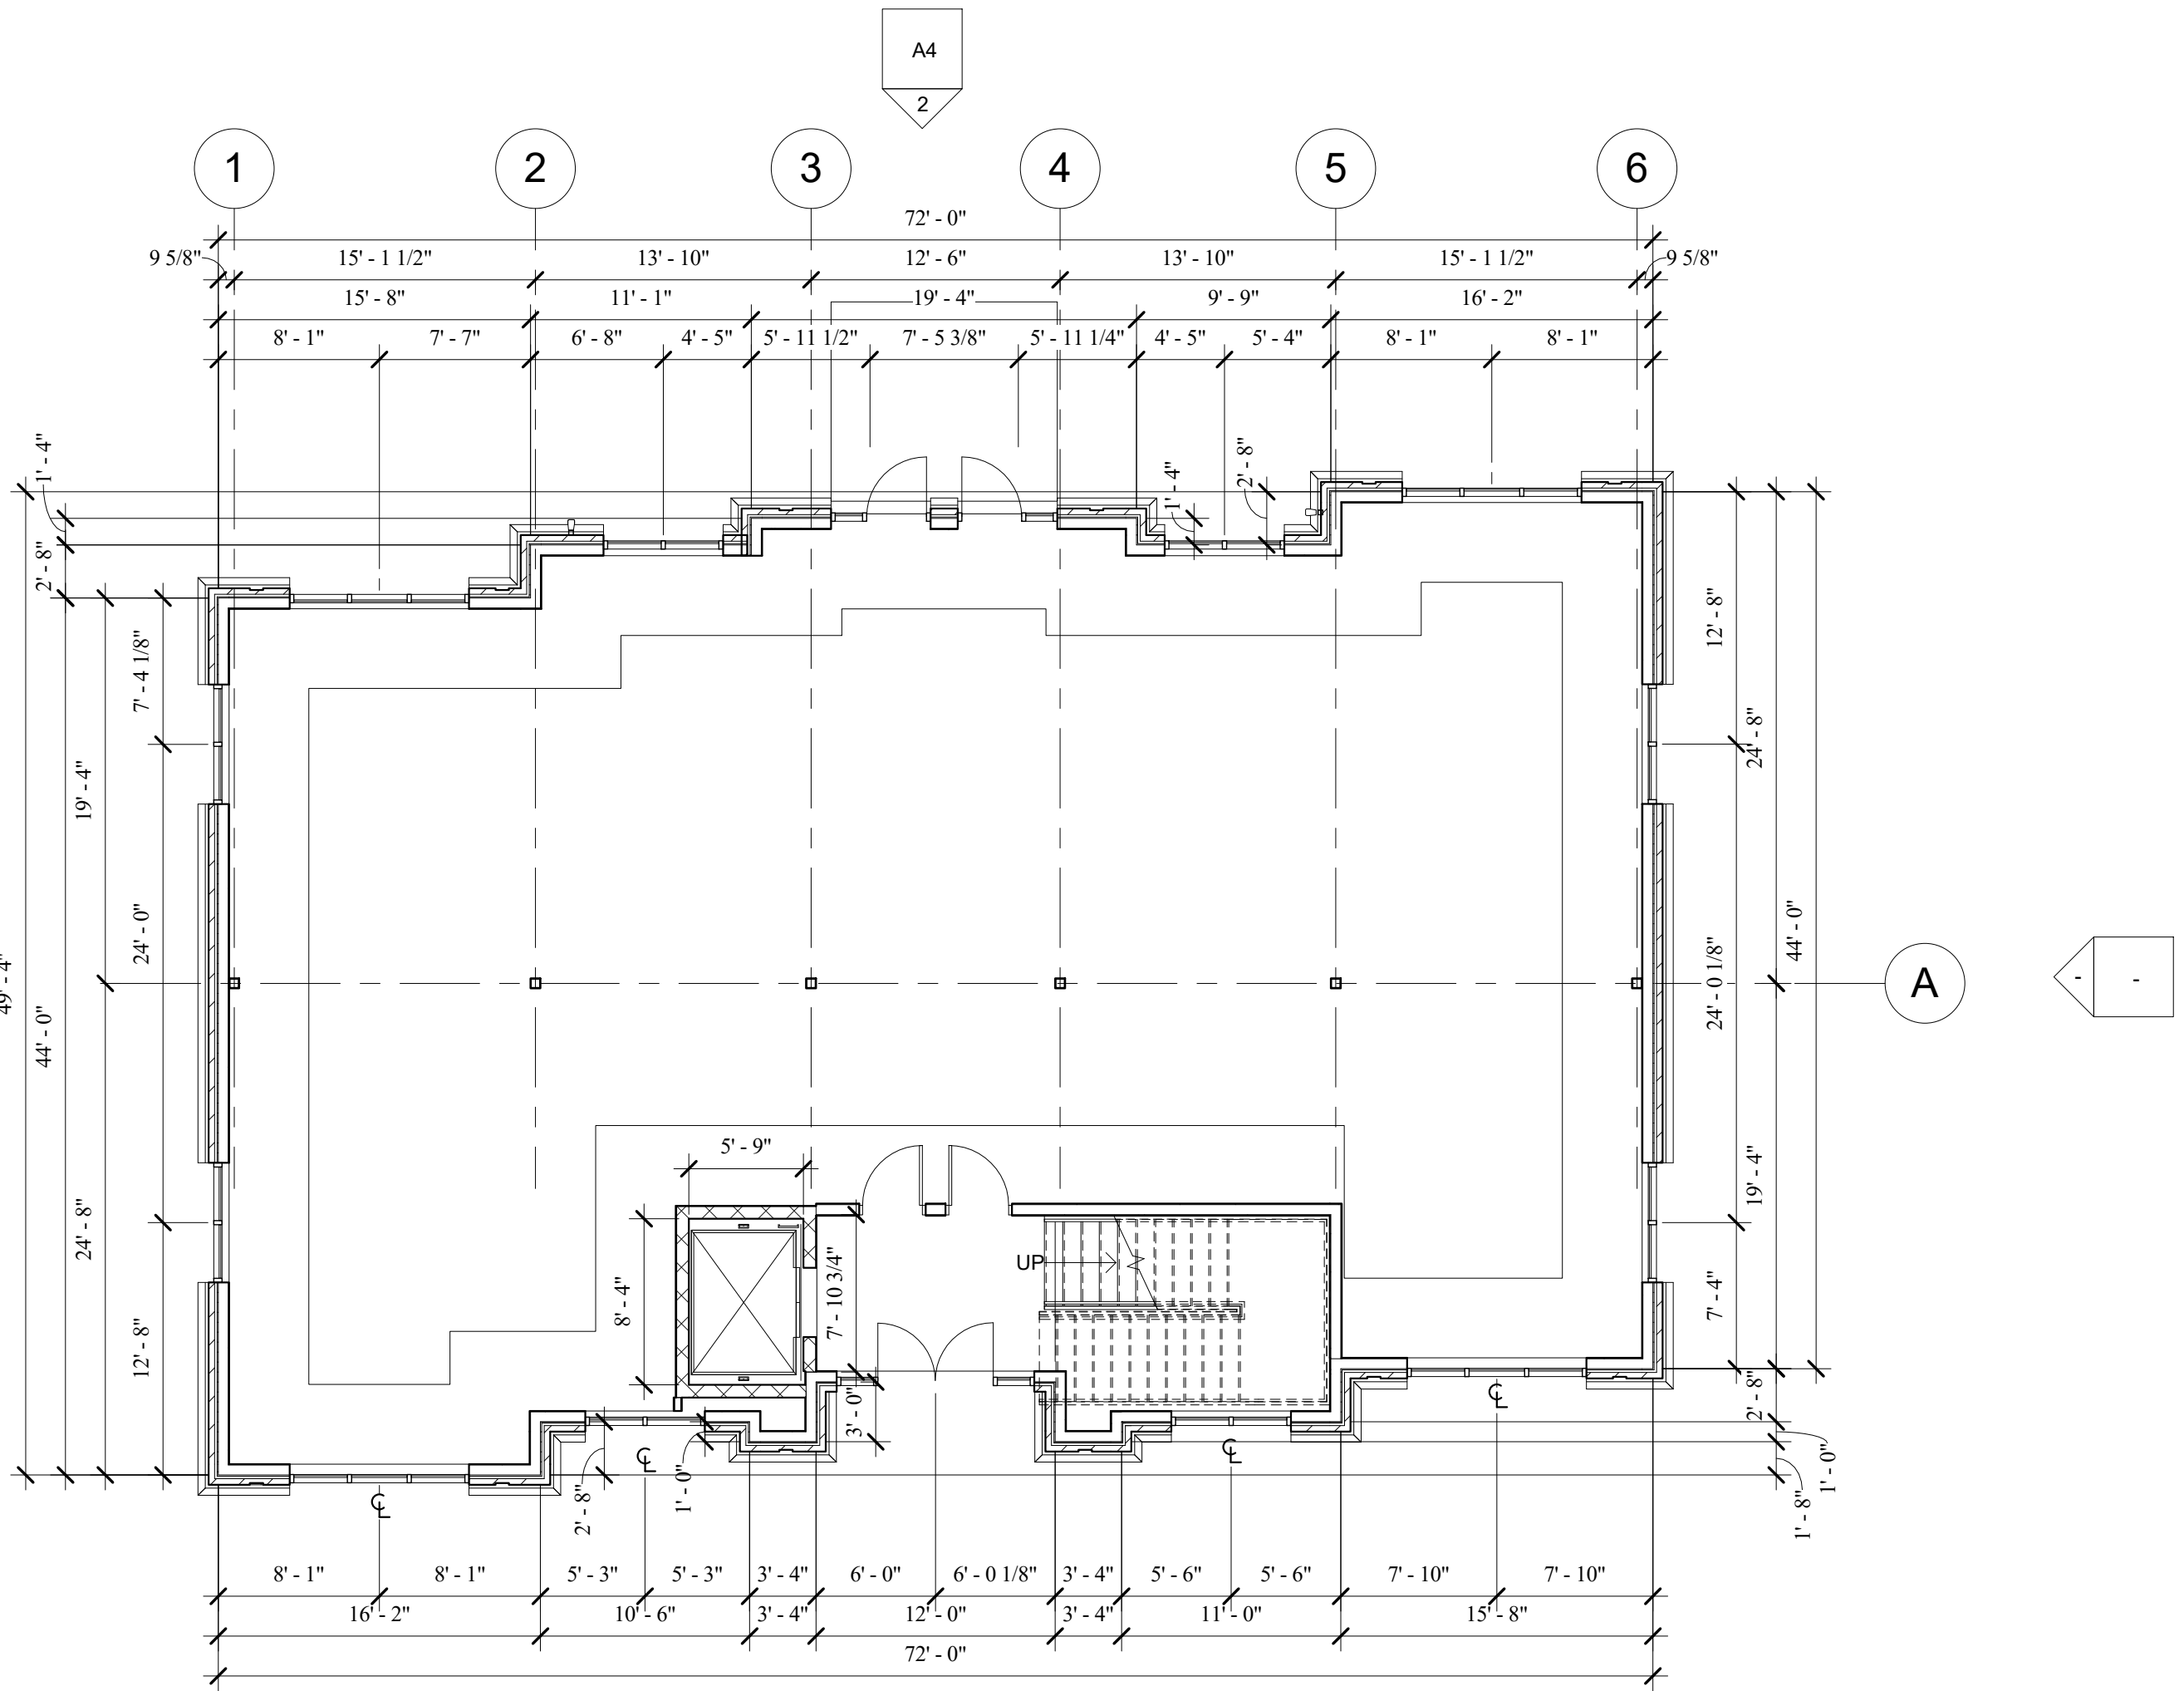 A4
2
1 2 3 4 5 6
72' - 0"
9 5/8" 15' - 1 1/2" 13' - 10" 12' - 6" 13' - 10" 15' - 1 1/2" 9 5/8"
15' - 8" 11' - 1" 19' - 4" 9' - 9" 16' - 2"
8' - 1" 7' - 7" 6' - 8" 4' - 5" 5' - 11 1/2" 7' - 5 3/8" 5' - 11 1/4" 4' - 5" 5' - 4" 8' - 1" 8' - 1"
1' - 4"
2' - 8"
1' - 4"
2' - 8"
7' - 4 1/8"
19' - 4"
24' - 0"
49' - 4"
44' - 0"
24' - 8"
12' - 8"
12' - 8"
24' - 8"
44' - 0"
24' - 0 1/8"
A
-
-
19' - 4"
7' - 4"
5' - 9"
8' - 4"
7' - 10 3/4"
UP
3' - 0"
2' - 8"
1' - 0"
2' - 8"
1' - 0"
1' - 8"
℄
℄
℄
℄
8' - 1" 8' - 1" 5' - 3" 5' - 3" 3' - 4" 6' - 0" 6' - 0 1/8" 3' - 4" 5' - 6" 5' - 6" 7' - 10" 7' - 10"
16' - 2" 10' - 6" 3' - 4" 12' - 0" 3' - 4" 11' - 0" 15' - 8"
72' - 0"